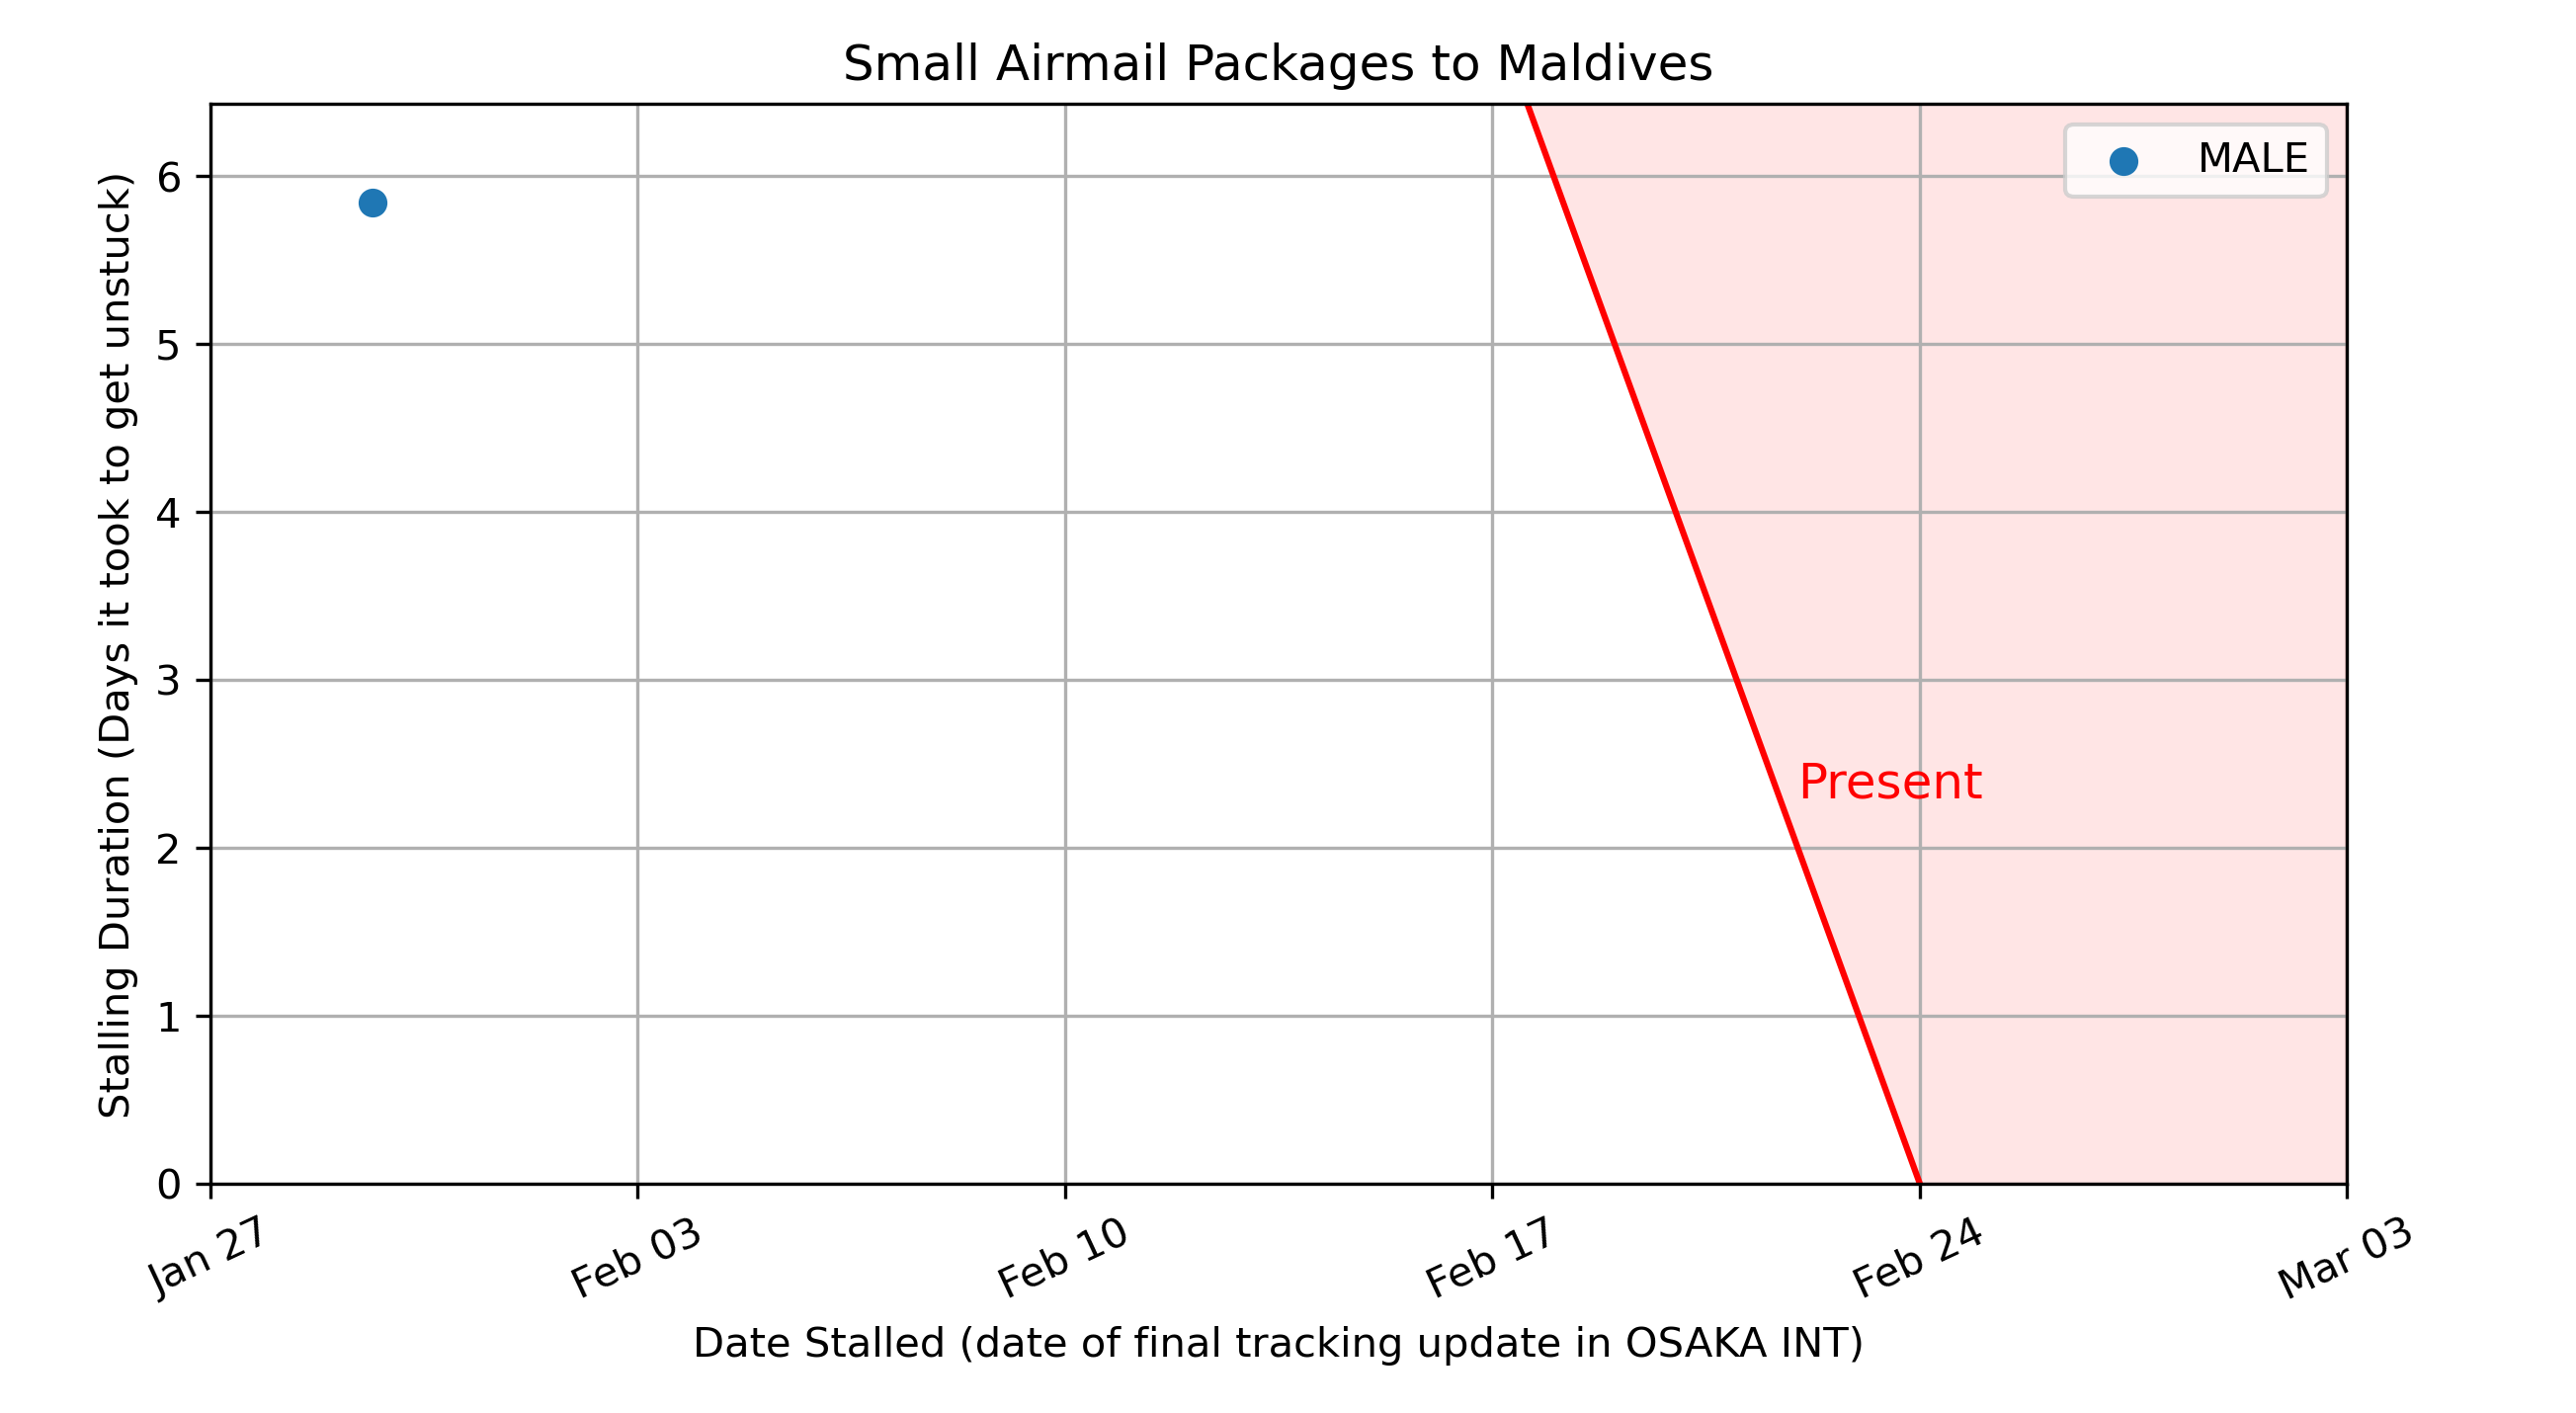 Small Airmail Packages to Maldives
MALE
Stalling Duration (Days it took to get unstuck)
6
5
4
3
2
1
0
Present
Jan 27
Feb 03
Feb 10
Feb 17
Feb 24
Mar 03
Date Stalled (date of final tracking update in OSAKA INT)